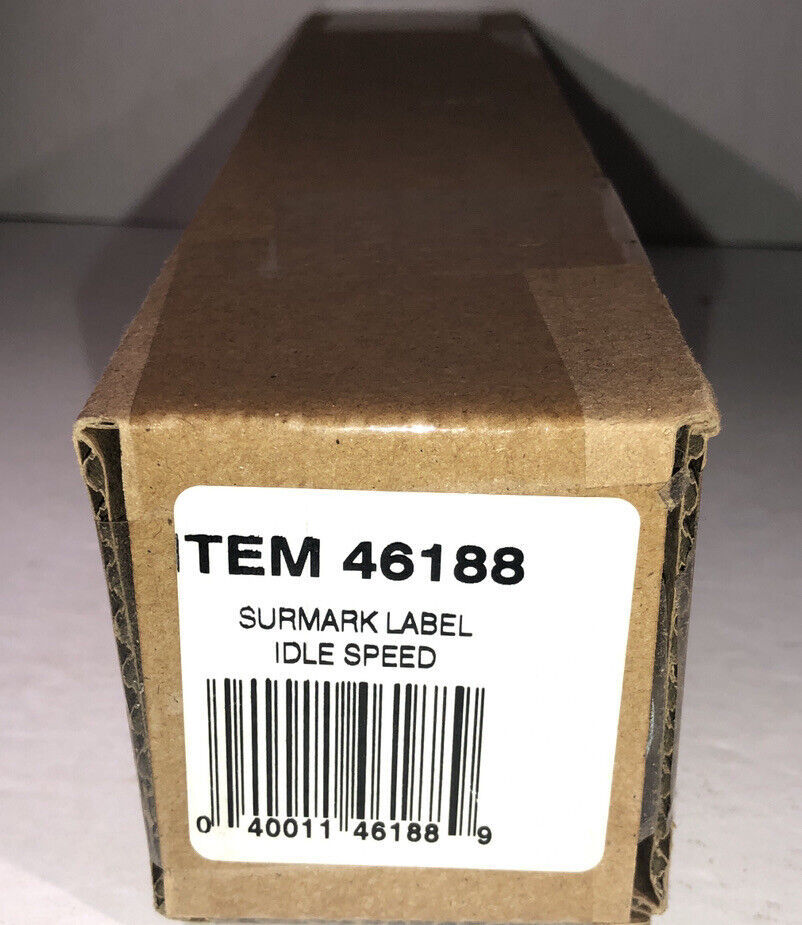 ITEM 46188
SURMARK LABEL
IDLE SPEED
0 40011 46188 9